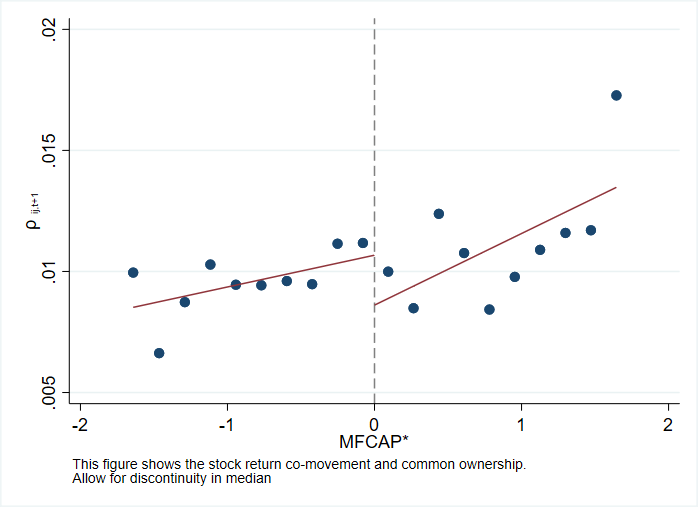 .02
.015
.01
.005
ρ ij,t+1
-2 -1 0 1 2
MFCAP*
This figure shows the stock return co-movement and common ownership.
Allow for discontinuity in median